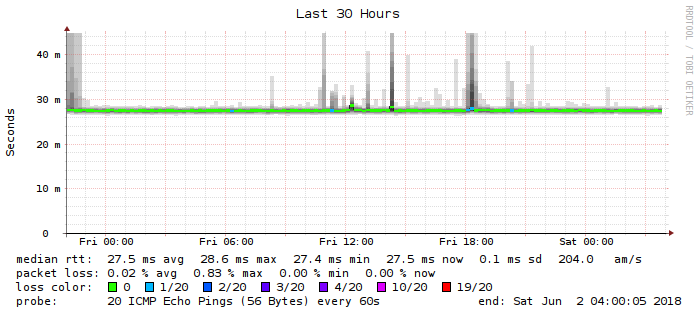 Last 30 Hours
RRDTOOL / TOBI OETIKER
Seconds
40 m
30 m
20 m
10 m
0
Fri 00:00 Fri 06:00 Fri 12:00 Fri 18:00 Sat 00:00
median rtt: 27.5 ms avg 28.6 ms max 27.4 ms min 27.5 ms now 0.1 ms sd 204.0 am/s
packet loss: 0.02 % avg 0.83 % max 0.00 % min 0.00 % now
loss color: 0 1/20 2/20 3/20 4/20 10/20 19/20
probe: 20 ICMP Echo Pings (56 Bytes) every 60s end: Sat Jun 2 04:00:05 2018